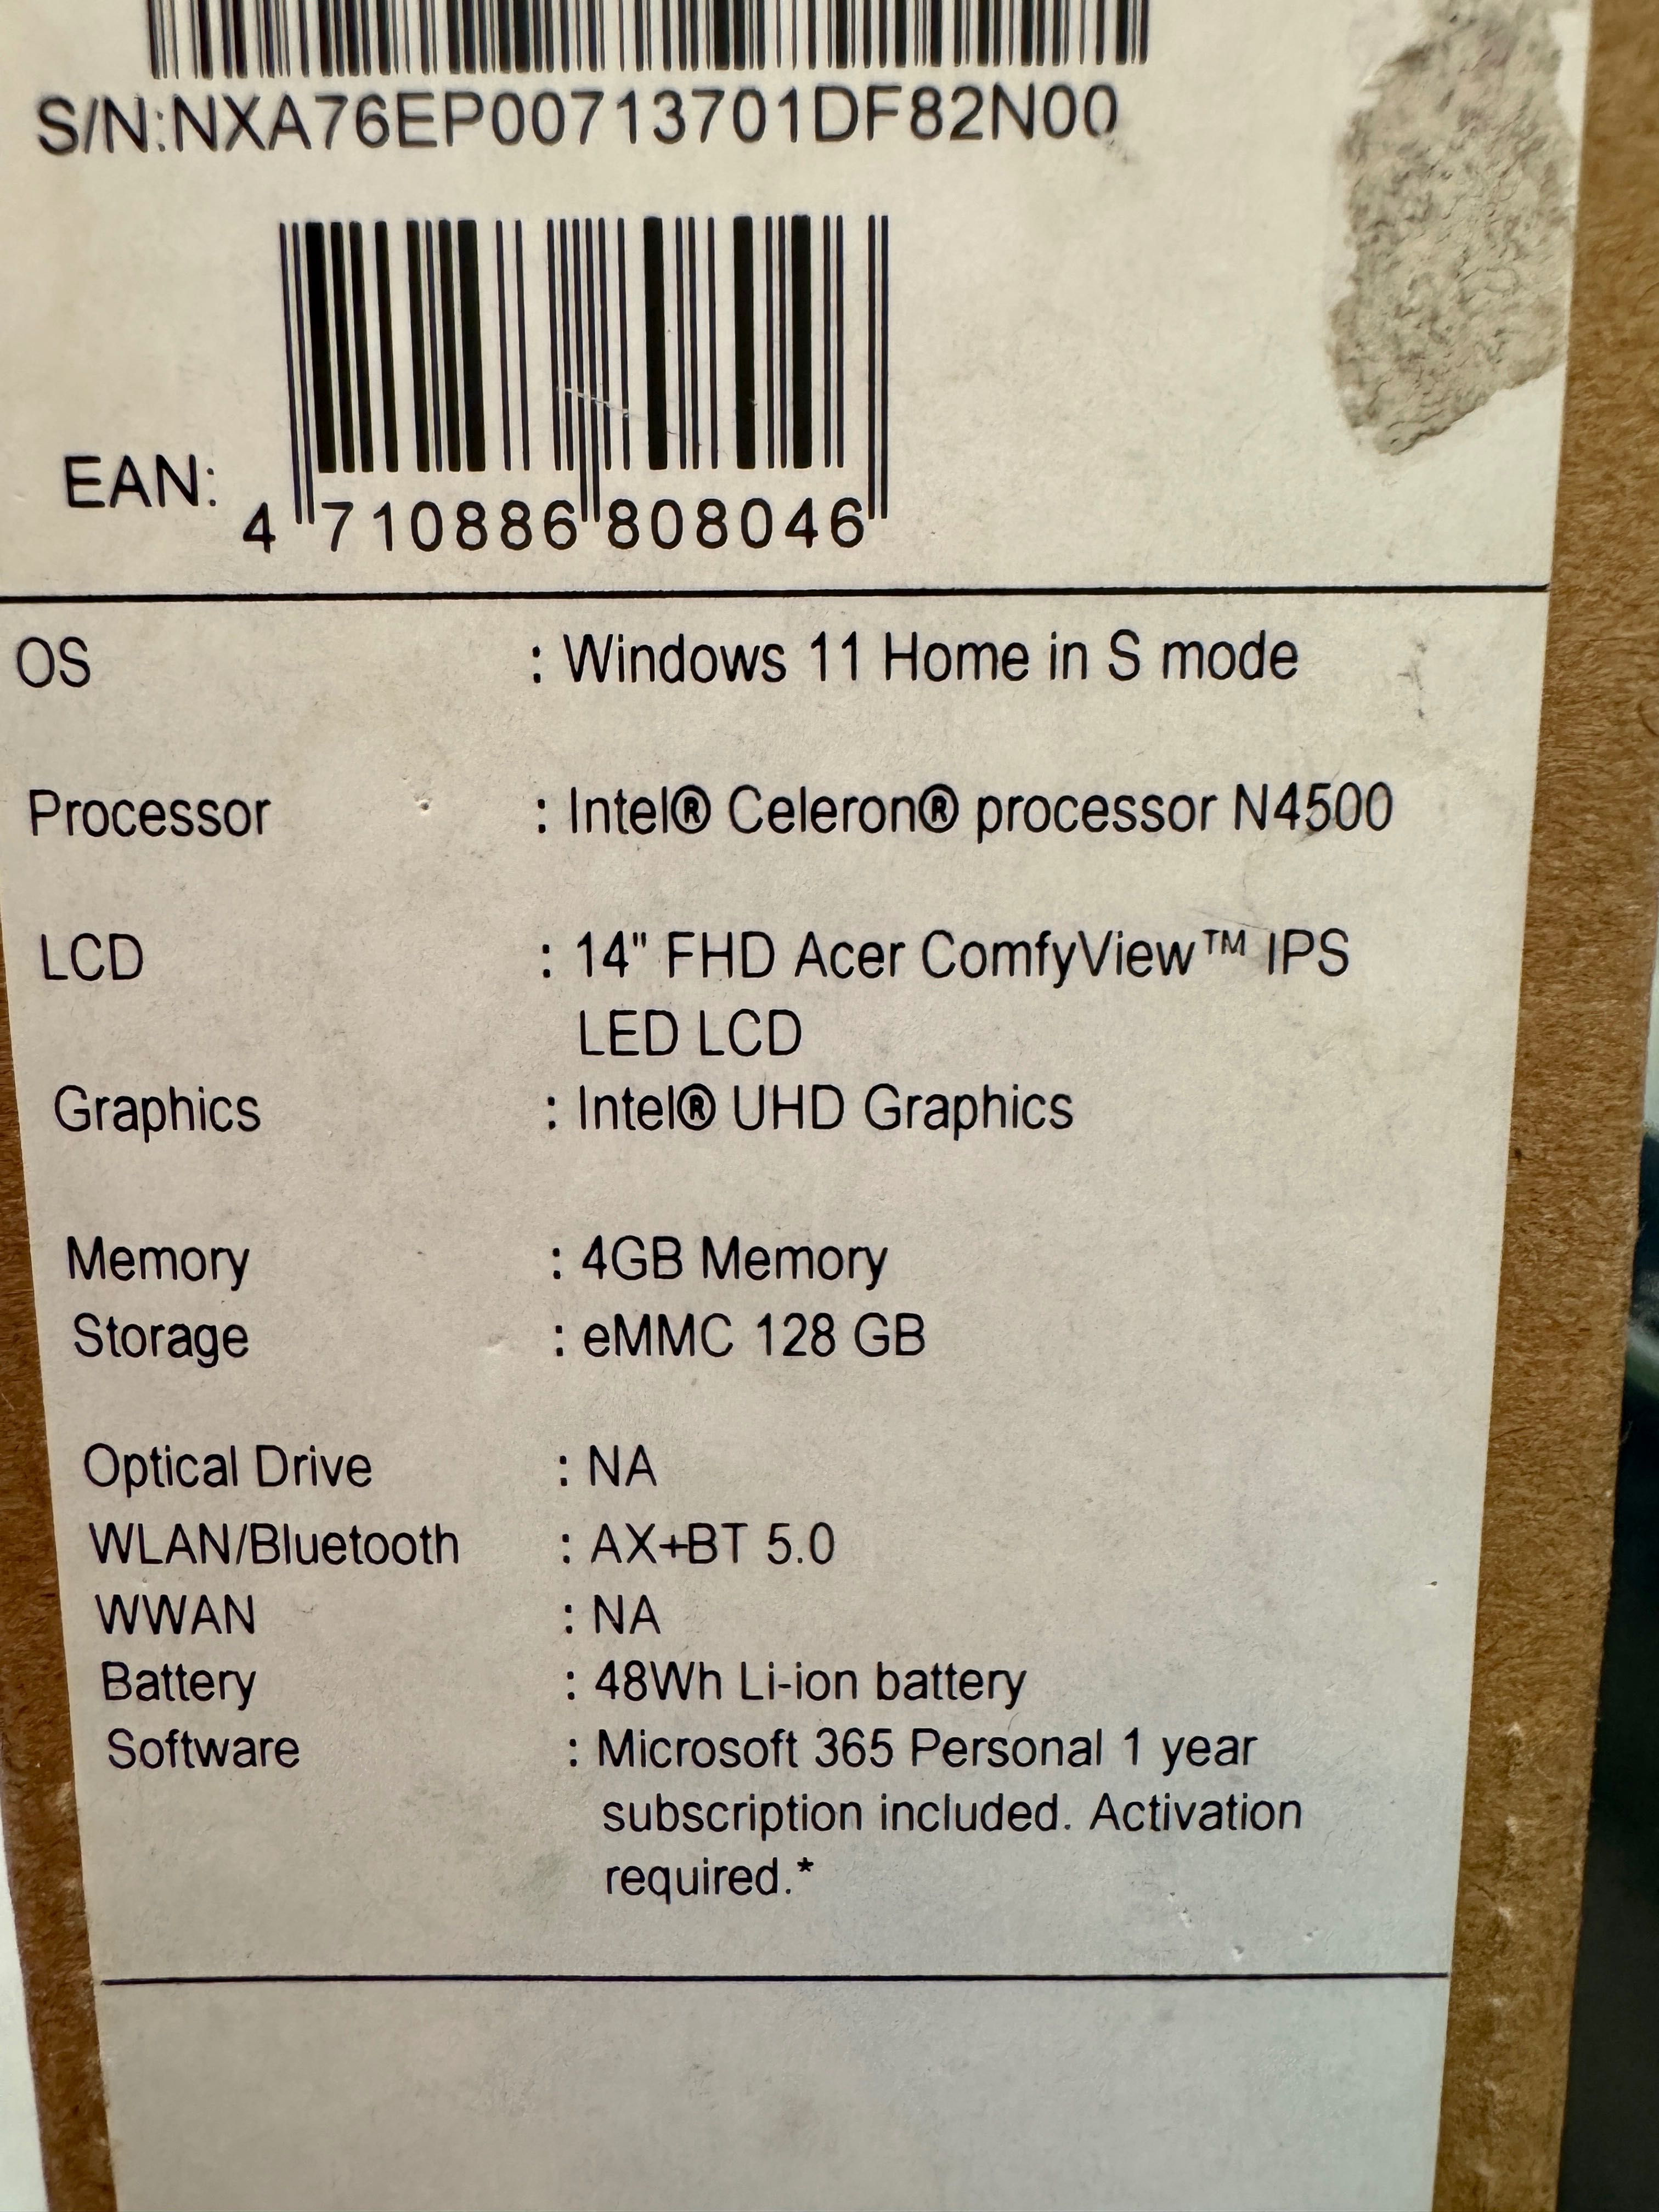 S/N:NXA76EP00713701DF82N00
EAN: 4 710886 808046
OS : Windows 11 Home in S mode
Processor : Intel® Celeron® processor N4500
LCD : 14" FHD Acer ComfyView™ IPS
LED LCD
Graphics : Intel® UHD Graphics
Memory : 4GB Memory
Storage : eMMC 128 GB
Optical Drive : NA
WLAN/Bluetooth : AX+BT 5.0
WWAN : NA
Battery : 48Wh Li-ion battery
Software : Microsoft 365 Personal 1 year
subscription included. Activation
required.*